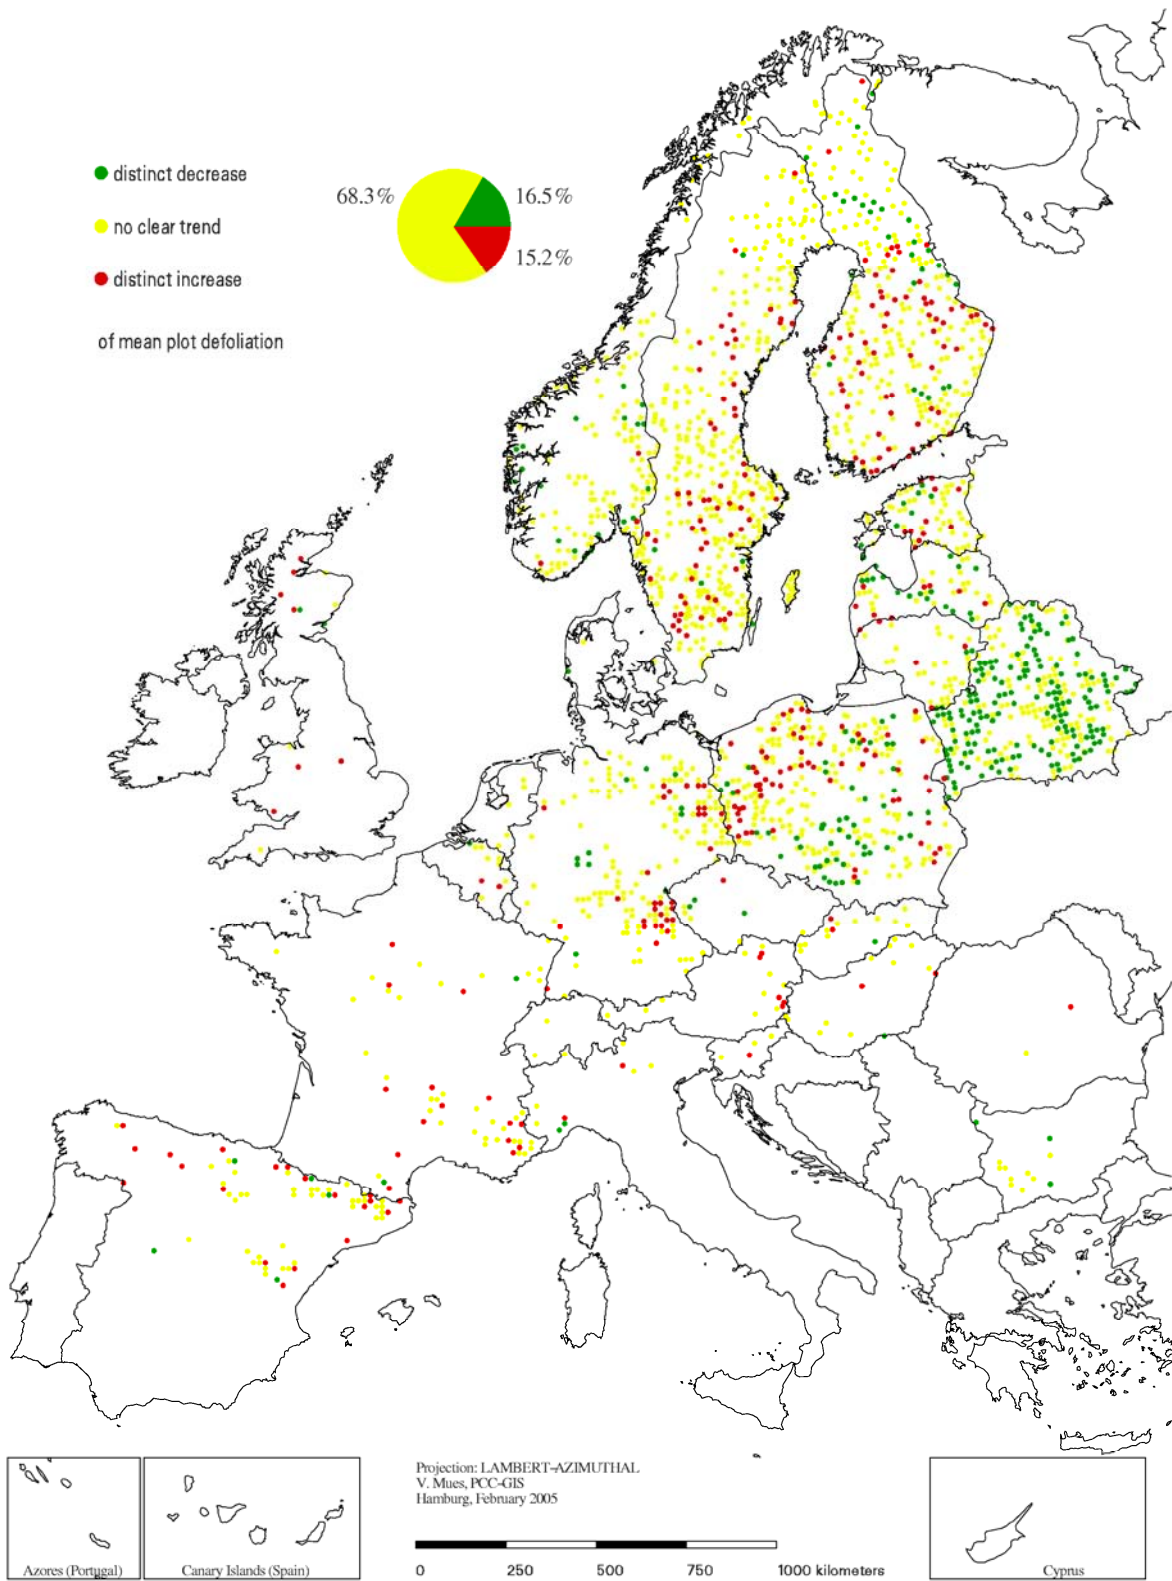 distinct decrease
no clear trend
distinct increase
of mean plot defoliation
68.3%
16.5%
15.2%
Projection: LAMBERT-AZIMUTHAL
V. Mues, PCC-GIS
Hamburg, February 2005
0 250 500 750 1000 kilometers
Azores (Portugal)
Canary Islands (Spain)
Cyprus